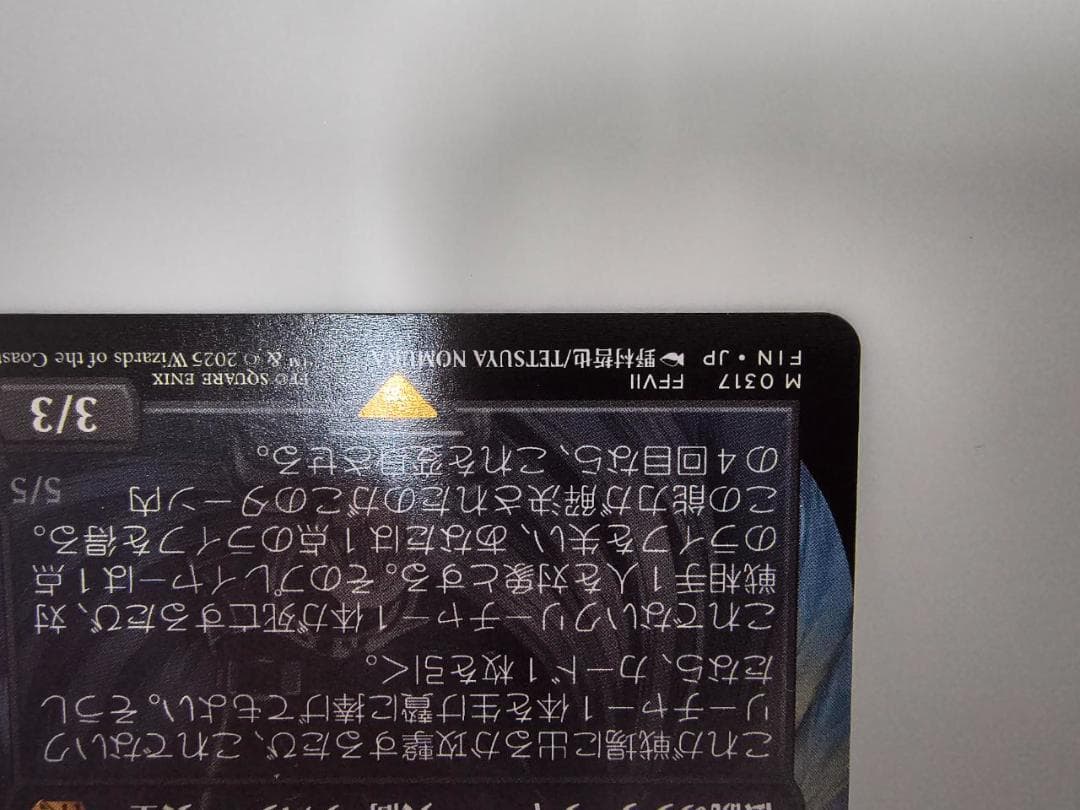 これが戦場に出るか攻撃するたび、これでないク
リーチャー１体を生け贄に捧げてもよい。そうし
たなら、カード１枚を引く。
これでないクリーチャー１体が死亡するたび、対
戦相手１人を対象とする。そのプレイヤーは１点
のライフを失い、あなたは１点のライフを得る。
この能力が解決されたのがこのターン内
の４回目なら、これを変身させる。
5/5
3/3
M 0317 FFVII
FIN • JP 野村哲也/TETSUYA NOMURA
SQUARE ENIX
™ & © 2025 Wizards of the Coast